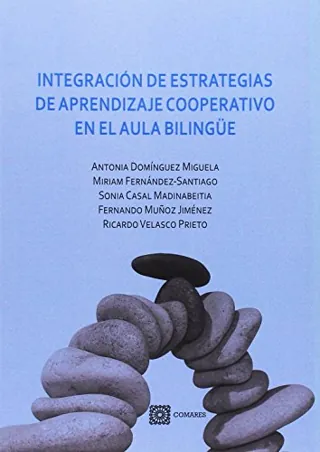 INTEGRACIÓN DE ESTRATEGIAS
DE APRENDIZAJE COOPERATIVO
EN EL AULA BILINGÜE
ANTONIA DOMÍNGUEZ MIGUELA
MIRIAM FERNÁNDEZ-SANTIAGO
SONIA CASAL MADINABEITIA
FERNANDO MUÑOZ JIMÉNEZ
RICARDO VELASCO PRIETO
COMARES